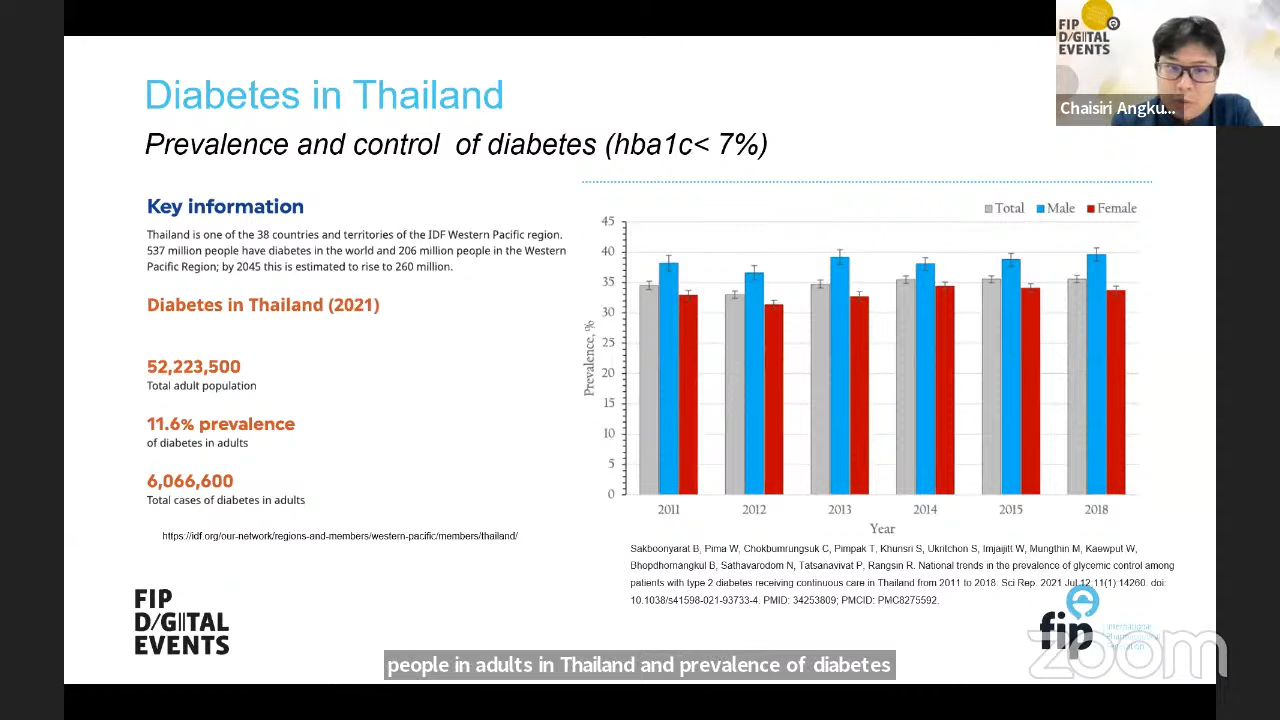 FIP
D/GITAL
EVENTS
Chaisiri Angku...
Diabetes in Thailand
Prevalence and control of diabetes (hba1c< 7%)
Key information
Thailand is one of the 38 countries and territories of the IDF Western Pacific region.
537 million people have diabetes in the world and 206 million people in the Western
Pacific Region; by 2045 this is estimated to rise to 260 million.
Diabetes in Thailand (2021)
52,223,500
Total adult population
11.6% prevalence
of diabetes in adults
6,066,600
Total cases of diabetes in adults
https://idf.org/our-network/regions-and-members/western-pacific/members/thailand/
Total Male Female
45
40
35
30
25
20
15
10
5
0
Prevalence, %
2011 2012 2013 2014 2015 2018
Year
Sakboonyarat B, Pima W, Chokbumrungsuk C, Pimpak T, Khunsri S, Ukritchon S, Imjaijitt W, Mungthin M, Kaewput W,
Bhopdhornangkul B, Sathavarodom N, Tatsanavivat P, Rangsin R. National trends in the prevalence of glycemic control among
patients with type 2 diabetes receiving continuous care in Thailand from 2011 to 2018. Sci Rep. 2021 Jul 12;11(1):14260. doi:
10.1038/s41598-021-93733-4. PMID: 34253809; PMCID: PMC8275592.
FIP
D/GITAL
EVENTS
fip
International
Pharmaceutical
Federation
zoom
people in adults in Thailand and prevalence of diabetes